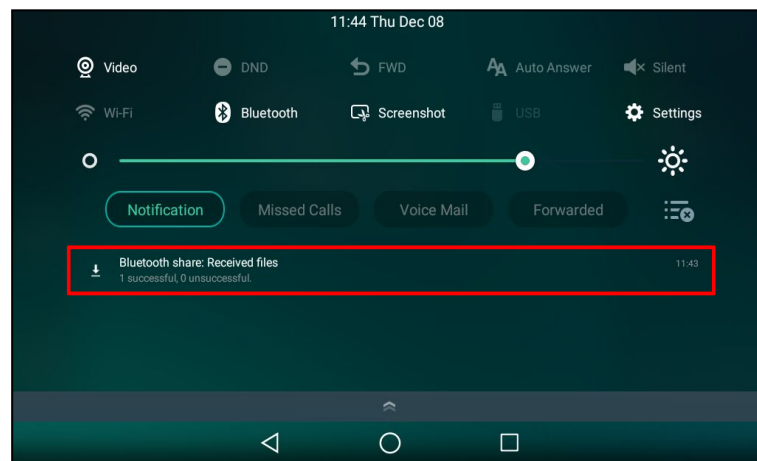 11:44 Thu Dec 08
Video DND FWD AA Auto Answer Silent
Wi-Fi Bluetooth Screenshot USB Settings
Notification Missed Calls Voice Mail Forwarded
Bluetooth share: Received files 11:43
1 successful, 0 unsuccessful.